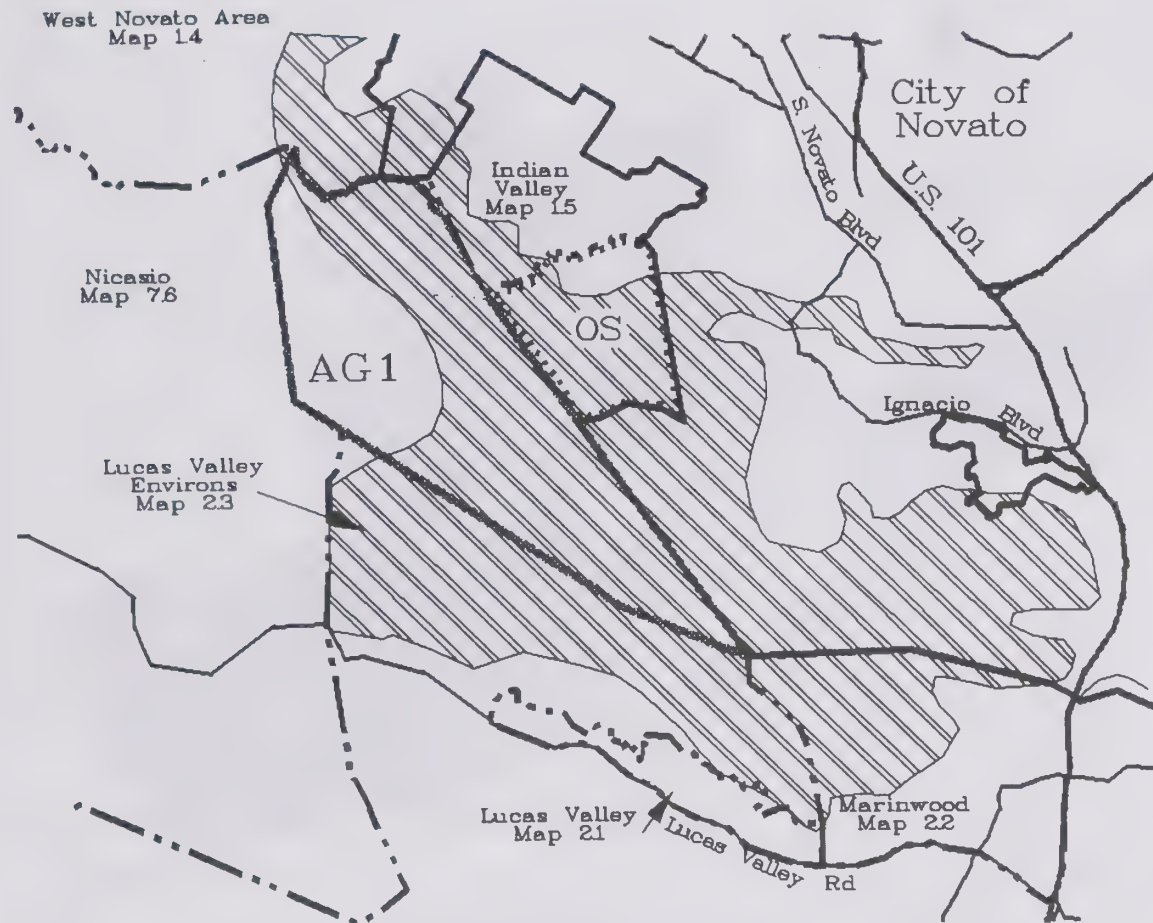 West Novato Area
Map 1.4
City of
Novato
S. Novato Blvd
U.S. 101
Indian
Valley
Map 1.5
Nicasio
Map 7.6
OS
AG1
Ignacio Blvd
Lucas Valley
Environs
Map 2.3
Lucas Valley
Map 2.1
Marinwood
Map 2.2
Lucas Valley Rd